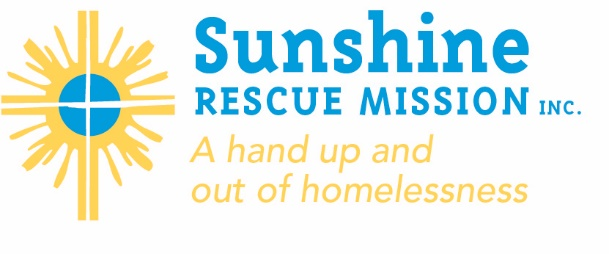 Sunshine
RESCUE MISSION INC.
A hand up and
out of homelessness